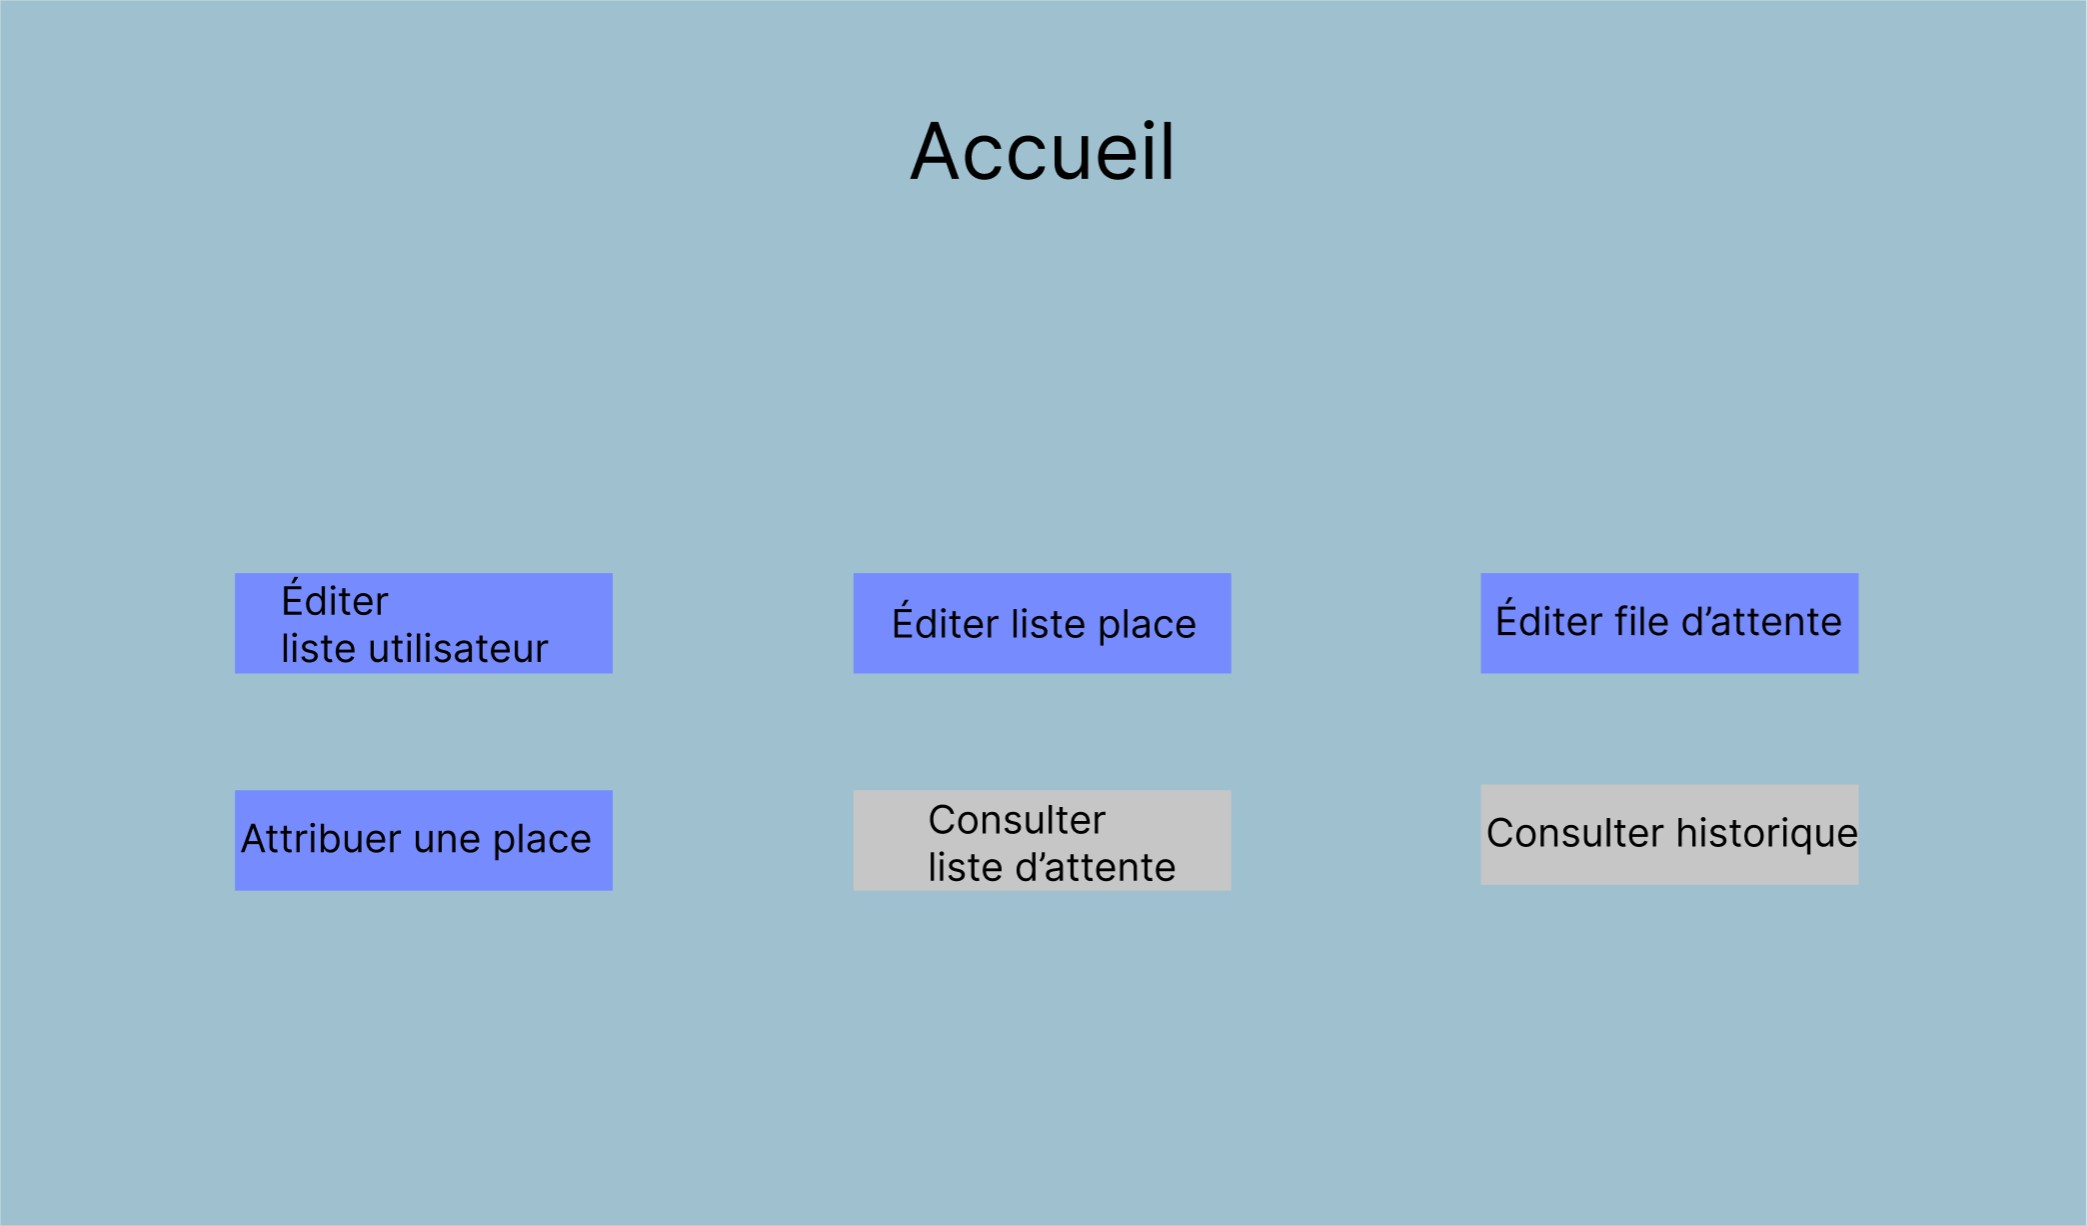 Accueil
Éditer
liste utilisateur
Éditer liste place
Éditer file d’attente
Attribuer une place
Consulter
liste d’attente
Consulter historique